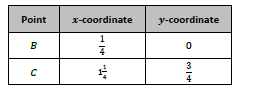 Point x-coordinate y-coordinate
B 1/4 0
C 1 1/4 3/4